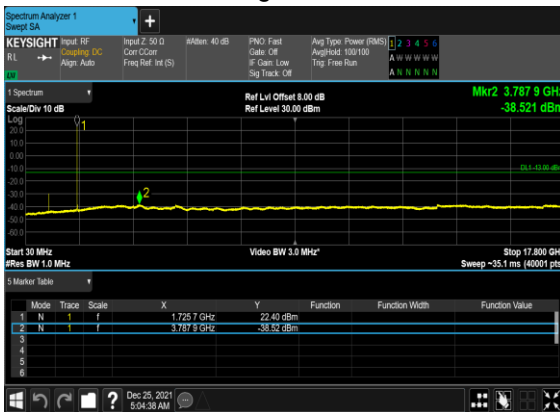 Spectrum Analyzer 1
Swept SA
KEYSIGHT
RL
LV
Input: RF
Coupling: DC
Align: Auto
Input Z: 50 Ω
Corr CCorr
Freq Ref: Int (S)
#Atten: 40 dB
PNO: Fast
Gate: Off
IF Gain: Low
Sig Track: Off
Avg Type: Power (RMS)
Avg|Hold: 100/100
Trig: Free Run
1 2 3 4 5 6
A W W W W W
A N N N N N
1 Spectrum
Scale/Div 10 dB
Ref Lvl Offset 8.00 dB
Ref Level 30.00 dBm
Mkr2 3.787 9 GHz
-38.521 dBm
Log
20.0
10.0
0.00
-10.0
-20.0
-30.0
-40.0
-50.0
-60.0
1
2
DL1 -13.00 dBm
Start 30 MHz
#Res BW 1.0 MHz
Video BW 3.0 MHz*
Stop 17.800 GHz
Sweep ~35.1 ms (40001 pts
5 Marker Table
Mode Trace Scale X Y Function Function Width Function Value
1 N 1 f 1.725 7 GHz 22.40 dBm
2 N 1 f 3.787 9 GHz -38.52 dBm
3
4
5
6
?
Dec 25, 2021
5:04:38 AM